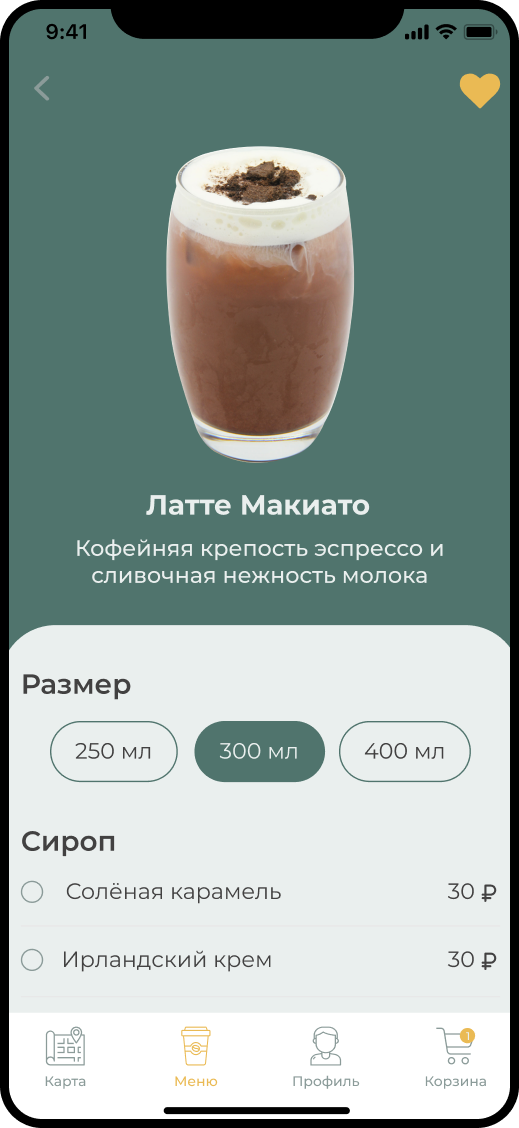 9:41
Латте Макиато
Кофейняя крепость эспрессо и
сливочная нежность молока
Размер
250 мл
300 мл
400 мл
Сироп
Солёная карамель 30 ₽
Ирландский крем 30 ₽
1
Карта Меню Профиль Корзина